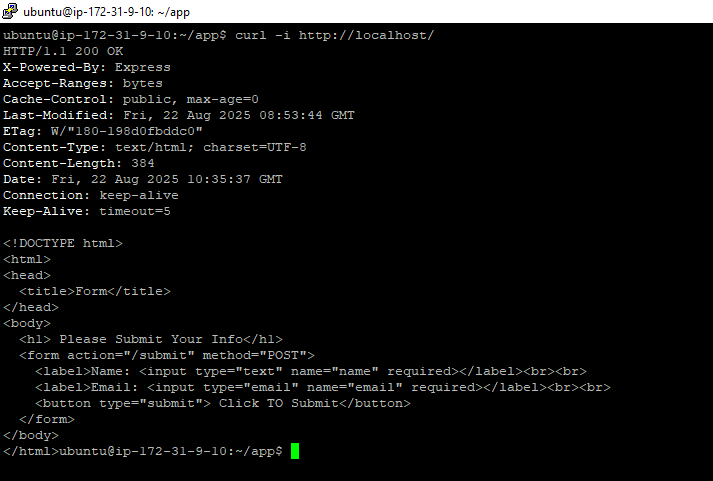 ubuntu@ip-172-31-9-10: ~/app
ubuntu@ip-172-31-9-10:~/app$ curl -i http://localhost/
HTTP/1.1 200 OK
X-Powered-By: Express
Accept-Ranges: bytes
Cache-Control: public, max-age=0
Last-Modified: Fri, 22 Aug 2025 08:53:44 GMT
ETag: W/"180-198d0fbddc0"
Content-Type: text/html; charset=UTF-8
Content-Length: 384
Date: Fri, 22 Aug 2025 10:35:37 GMT
Connection: keep-alive
Keep-Alive: timeout=5

<!DOCTYPE html>
<html>
<head>
  <title>Form</title>
</head>
<body>
  <h1> Please Submit Your Info</h1>
  <form action="/submit" method="POST">
    <label>Name: <input type="text" name="name" required></label><br><br>
    <label>Email: <input type="email" name="email" required></label><br><br>
    <button type="submit"> Click TO Submit</button>
  </form>
</body>
</html>ubuntu@ip-172-31-9-10:~/app$